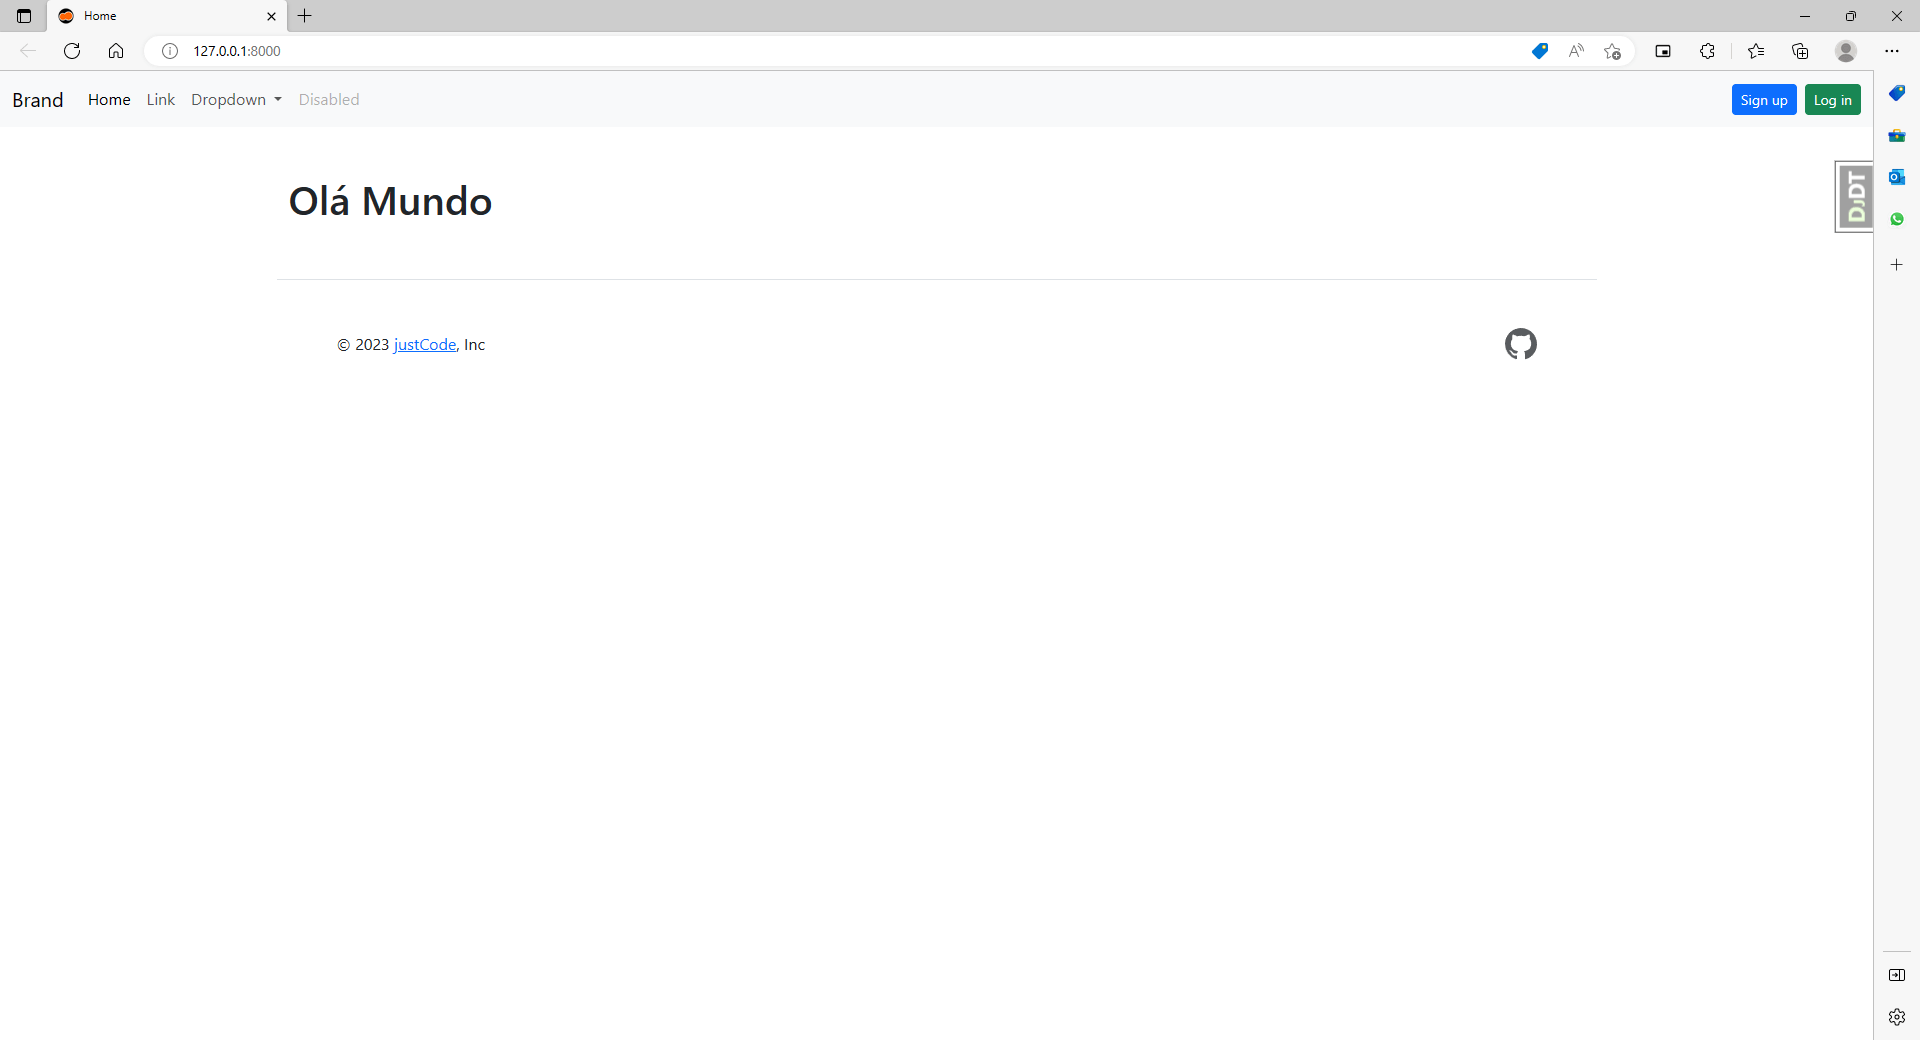 Home
127.0.0.1:8000
Brand Home Link Dropdown Disabled Sign up Log in
DJDT
Olá Mundo
© 2023 justCode, Inc